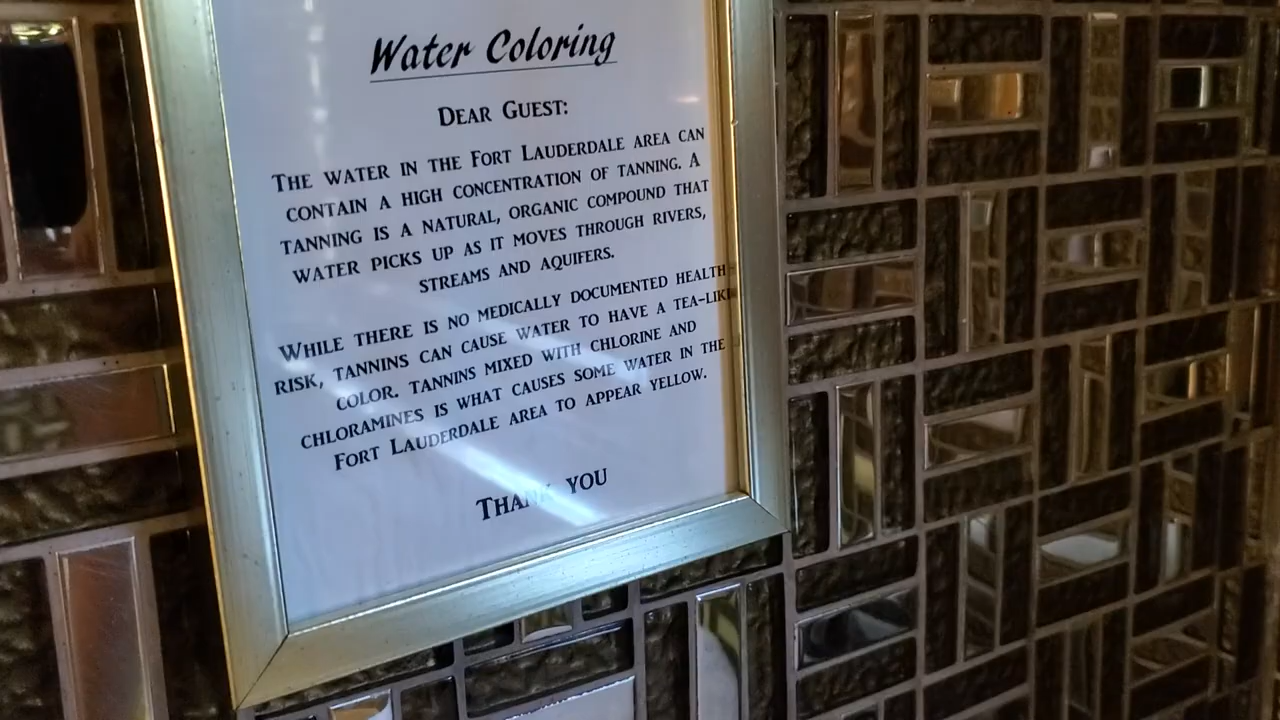 Water Coloring
DEAR GUEST:
THE WATER IN THE FORT LAUDERDALE AREA CAN
CONTAIN A HIGH CONCENTRATION OF TANNING. A
TANNING IS A NATURAL, ORGANIC COMPOUND THAT
WATER PICKS UP AS IT MOVES THROUGH RIVERS,
STREAMS AND AQUIFERS.
WHILE THERE IS NO MEDICALLY DOCUMENTED HEALTH
RISK, TANNINS CAN CAUSE WATER TO HAVE A TEA-LIKE
COLOR. TANNINS MIXED WITH CHLORINE AND
CHLORAMINES IS WHAT CAUSES SOME WATER IN THE
FORT LAUDERDALE AREA TO APPEAR YELLOW.
THANK YOU